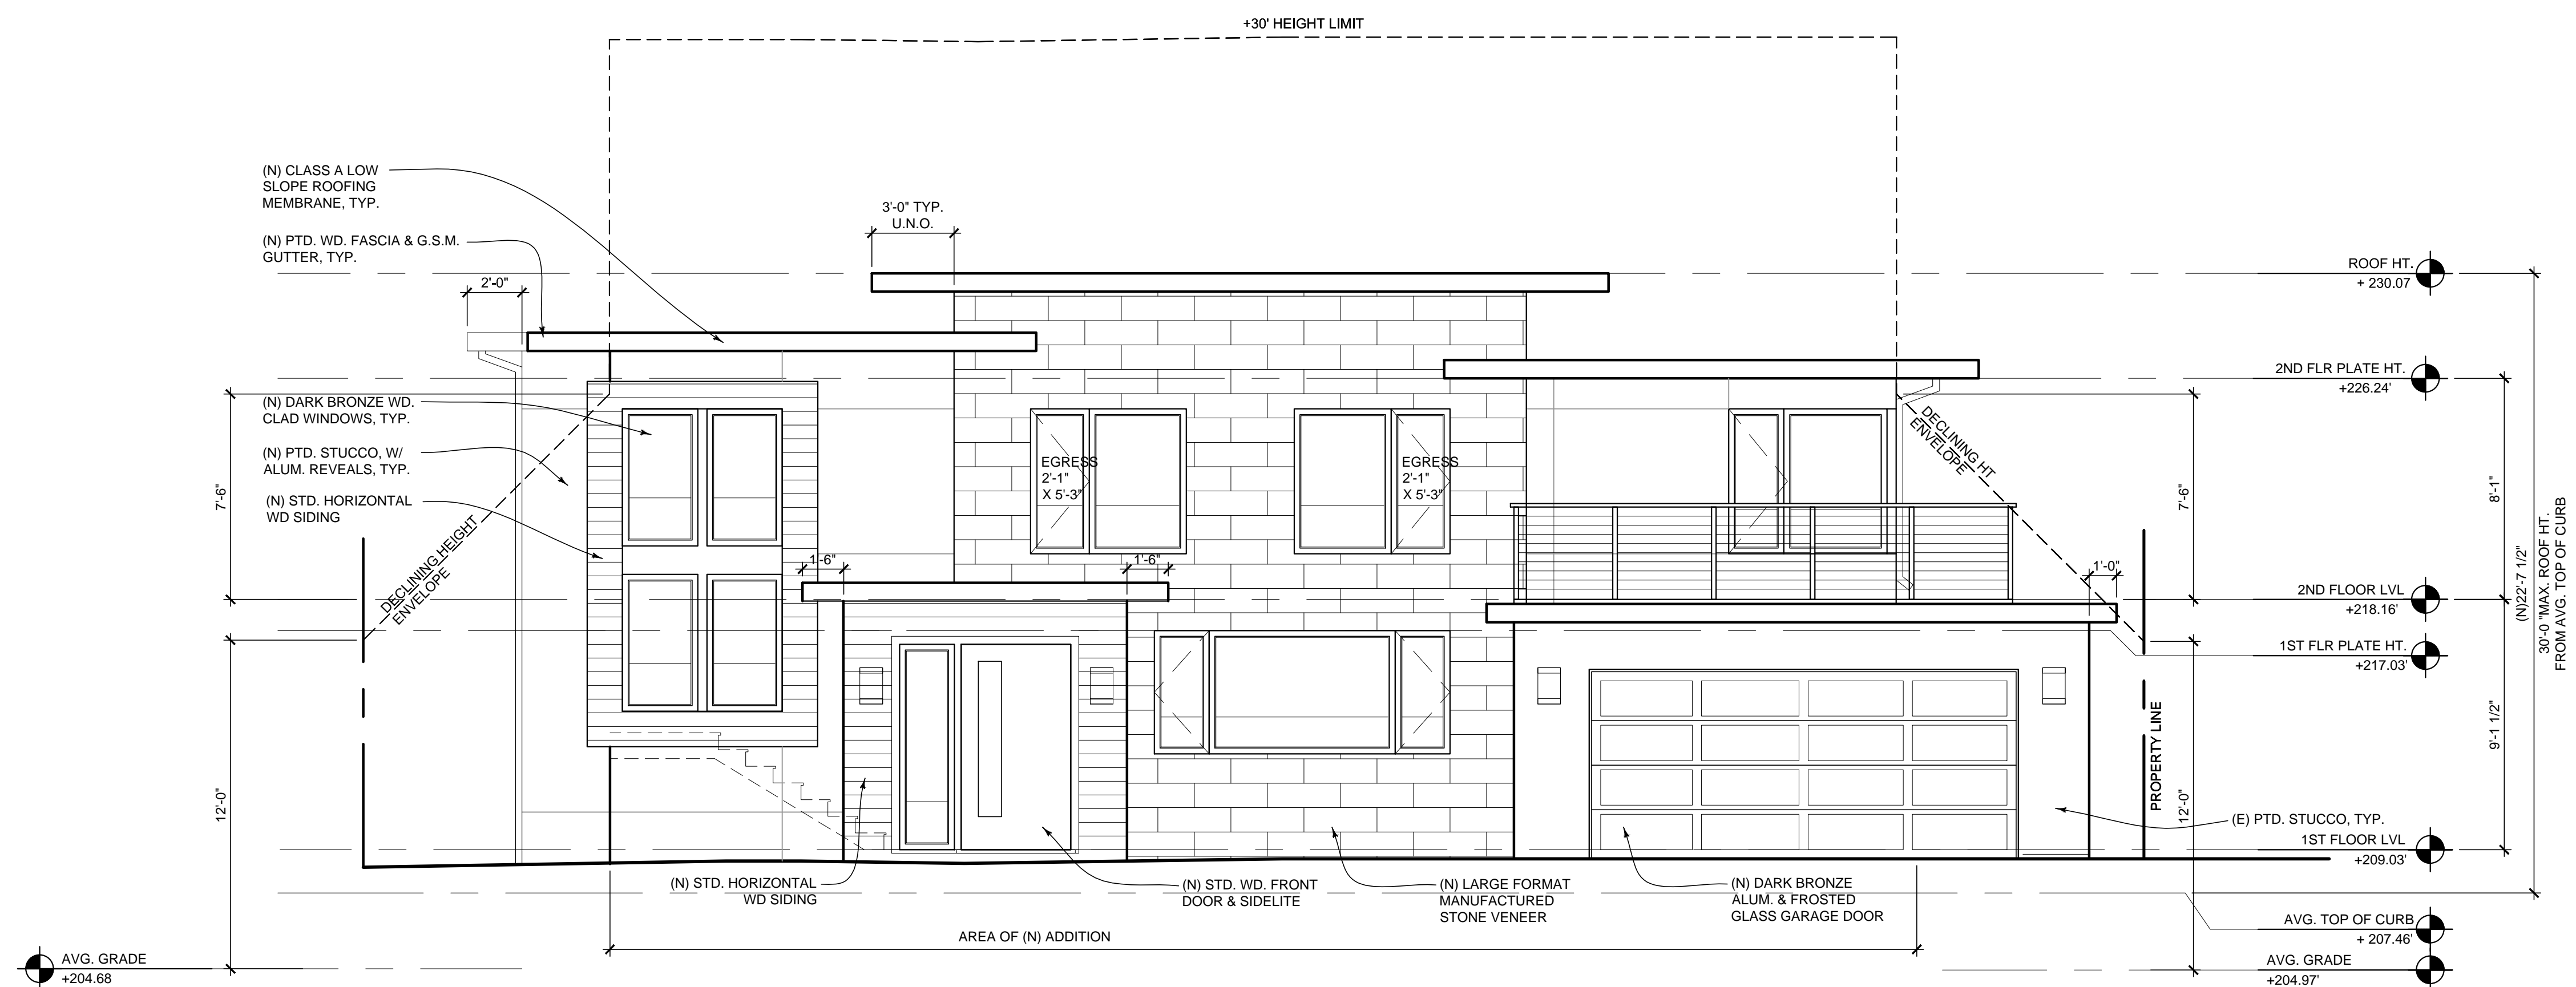 +30' HEIGHT LIMIT
(N) CLASS A LOW
SLOPE ROOFING
MEMBRANE, TYP.
3'-0" TYP.
U.N.O.
(N) PTD. WD. FASCIA & G.S.M.
GUTTER, TYP.
2'-0"
ROOF HT.
+ 230.07
2ND FLR PLATE HT.
+226.24'
(N) DARK BRONZE WD.
CLAD WINDOWS, TYP.
(N) PTD. STUCCO, W/
ALUM. REVEALS, TYP.
(N) STD. HORIZONTAL
WD SIDING
7'-6"
DECLINING HEIGHT
ENVELOPE
EGRESS
2'-1"
X 5'-3"
EGRESS
2'-1"
X 5'-3"
DECLINING HT
ENVELOPE
7'-6"
8'-1"
(N)22'-7 1/2"
30'-0 "MAX. ROOF HT.
FROM AVG. TOP OF CURB
1'-6"
1'-6"
1'-0"
2ND FLOOR LVL
+218.16'
1ST FLR PLATE HT.
+217.03'
12'-0"
PROPERTY LINE
12'-0"
9'-1 1/2"
(E) PTD. STUCCO, TYP.
1ST FLOOR LVL
+209.03'
(N) STD. HORIZONTAL
WD SIDING
(N) STD. WD. FRONT
DOOR & SIDELITE
(N) LARGE FORMAT
MANUFACTURED
STONE VENEER
(N) DARK BRONZE
ALUM. & FROSTED
GLASS GARAGE DOOR
AREA OF (N) ADDITION
AVG. TOP OF CURB
+ 207.46'
AVG. GRADE
+204.68
AVG. GRADE
+204.97'